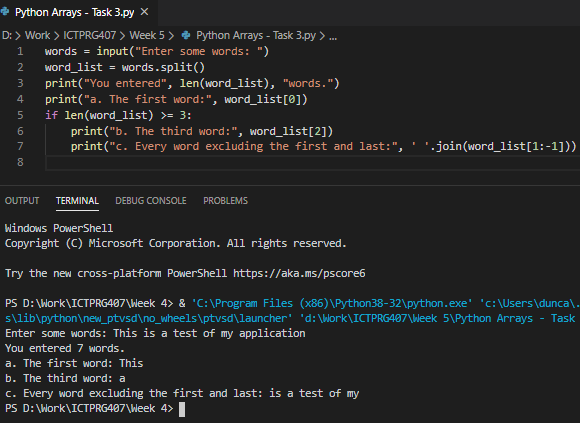 Python Arrays - Task 3.py ×
D: > Work > ICTPRG407 > Week 5 > Python Arrays - Task 3.py > ...
1 words = input("Enter some words: ")
2 word_list = words.split()
3 print("You entered", len(word_list), "words.")
4 print("a. The first word:", word_list[0])
5 if len(word_list) >= 3:
6 print("b. The third word:", word_list[2])
7 print("c. Every word excluding the first and last:", ' '.join(word_list[1:-1]))
8
OUTPUT TERMINAL DEBUG CONSOLE PROBLEMS
Windows PowerShell
Copyright (C) Microsoft Corporation. All rights reserved.
Try the new cross-platform PowerShell https://aka.ms/pscore6
PS D:\Work\ICTPRG407\Week 4> & 'C:\Program Files (x86)\Python38-32\python.exe' 'c:\Users\dunca\.
s\lib\python\new_ptvsd\no_wheels\ptvsd\launcher' 'd:\Work\ICTPRG407\Week 5\Python Arrays - Task
Enter some words: This is a test of my application
You entered 7 words.
a. The first word: This
b. The third word: a
c. Every word excluding the first and last: is a test of my
PS D:\Work\ICTPRG407\Week 4>